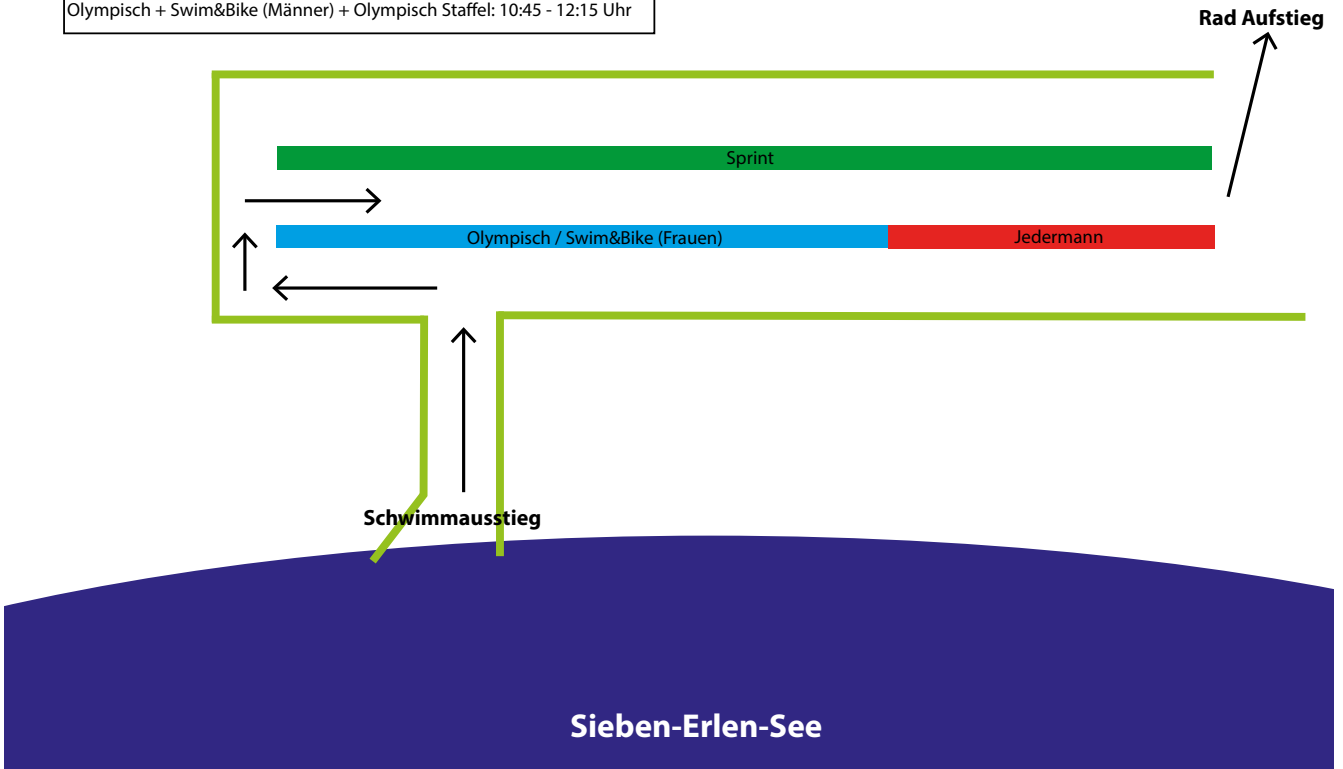 Olympisch + Swim&Bike (Männer) + Olympisch Staffel: 10:45 - 12:15 Uhr
Rad Aufstieg
Sprint
Olympisch / Swim&Bike (Frauen)
Jedermann
Schwimmausstieg
Sieben-Erlen-See